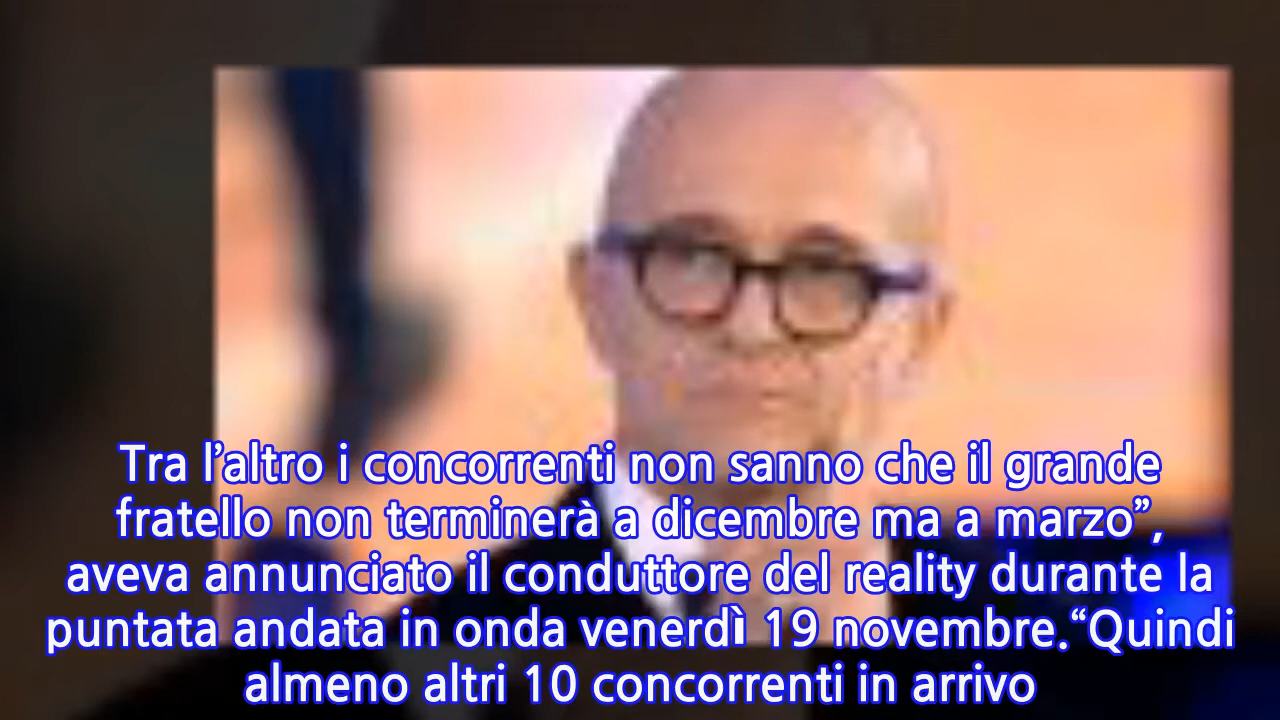 Tra l’altro i concorrenti non sanno che il grande
fratello non terminerà a dicembre ma a marzo”,
aveva annunciato il conduttore del reality durante la
puntata andata in onda venerdì 19 novembre.“Quindi
almeno altri 10 concorrenti in arrivo